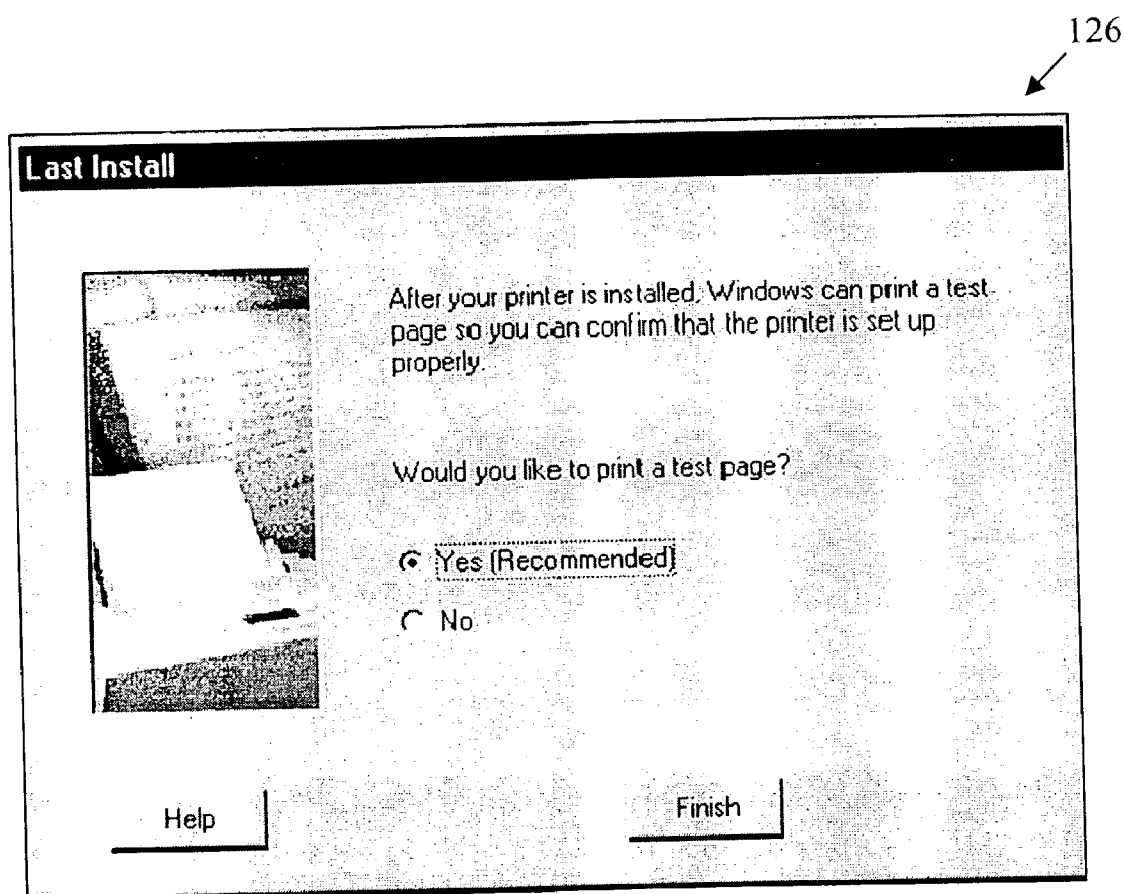 126
Last Install
After your printer is installed, Windows can print a test
page so you can confirm that the printer is set up
properly.
Would you like to print a test page?
Yes (Recommended)
No
Help
Finish